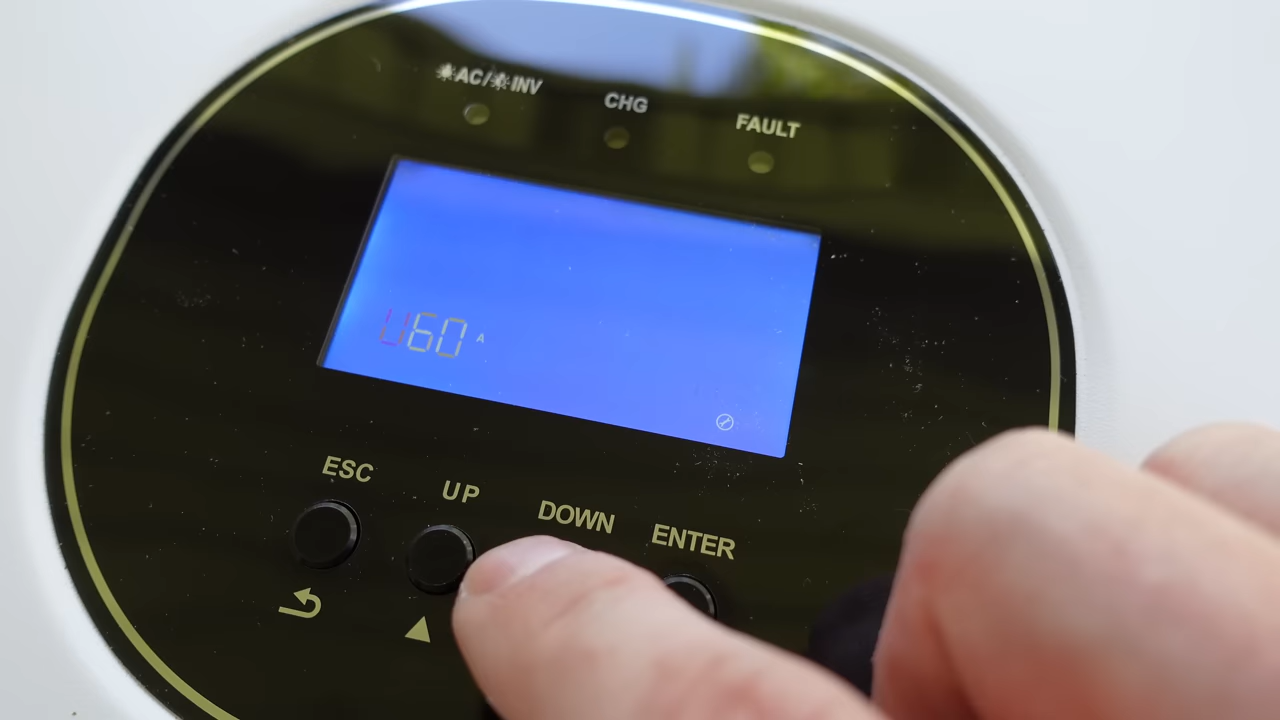 AC/INV
CHG
FAULT
U60 A
ESC
UP
DOWN
ENTER